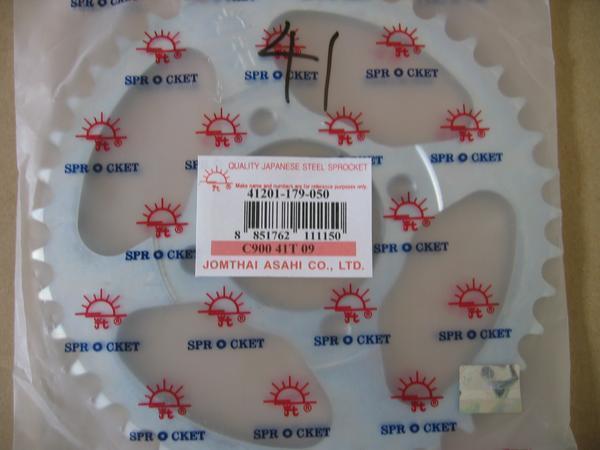 41
SPROCKET
SPROCKET
SPROCKET
SPROCKET
SPROCKET
SPROCKET
QUALITY JAPANESE STEEL SPROCKET
Make name and numbers are for reference purposes only.
41201-179-050
8 851762 111150
C900 41T 09
JOMTHAI ASAHI CO., LTD.
SPROCKET
SPROCKET
SPROCKET
SPROCKET
SPROCKET
SPROCKET
SPROCKET
SPROCKET
SPROCKET